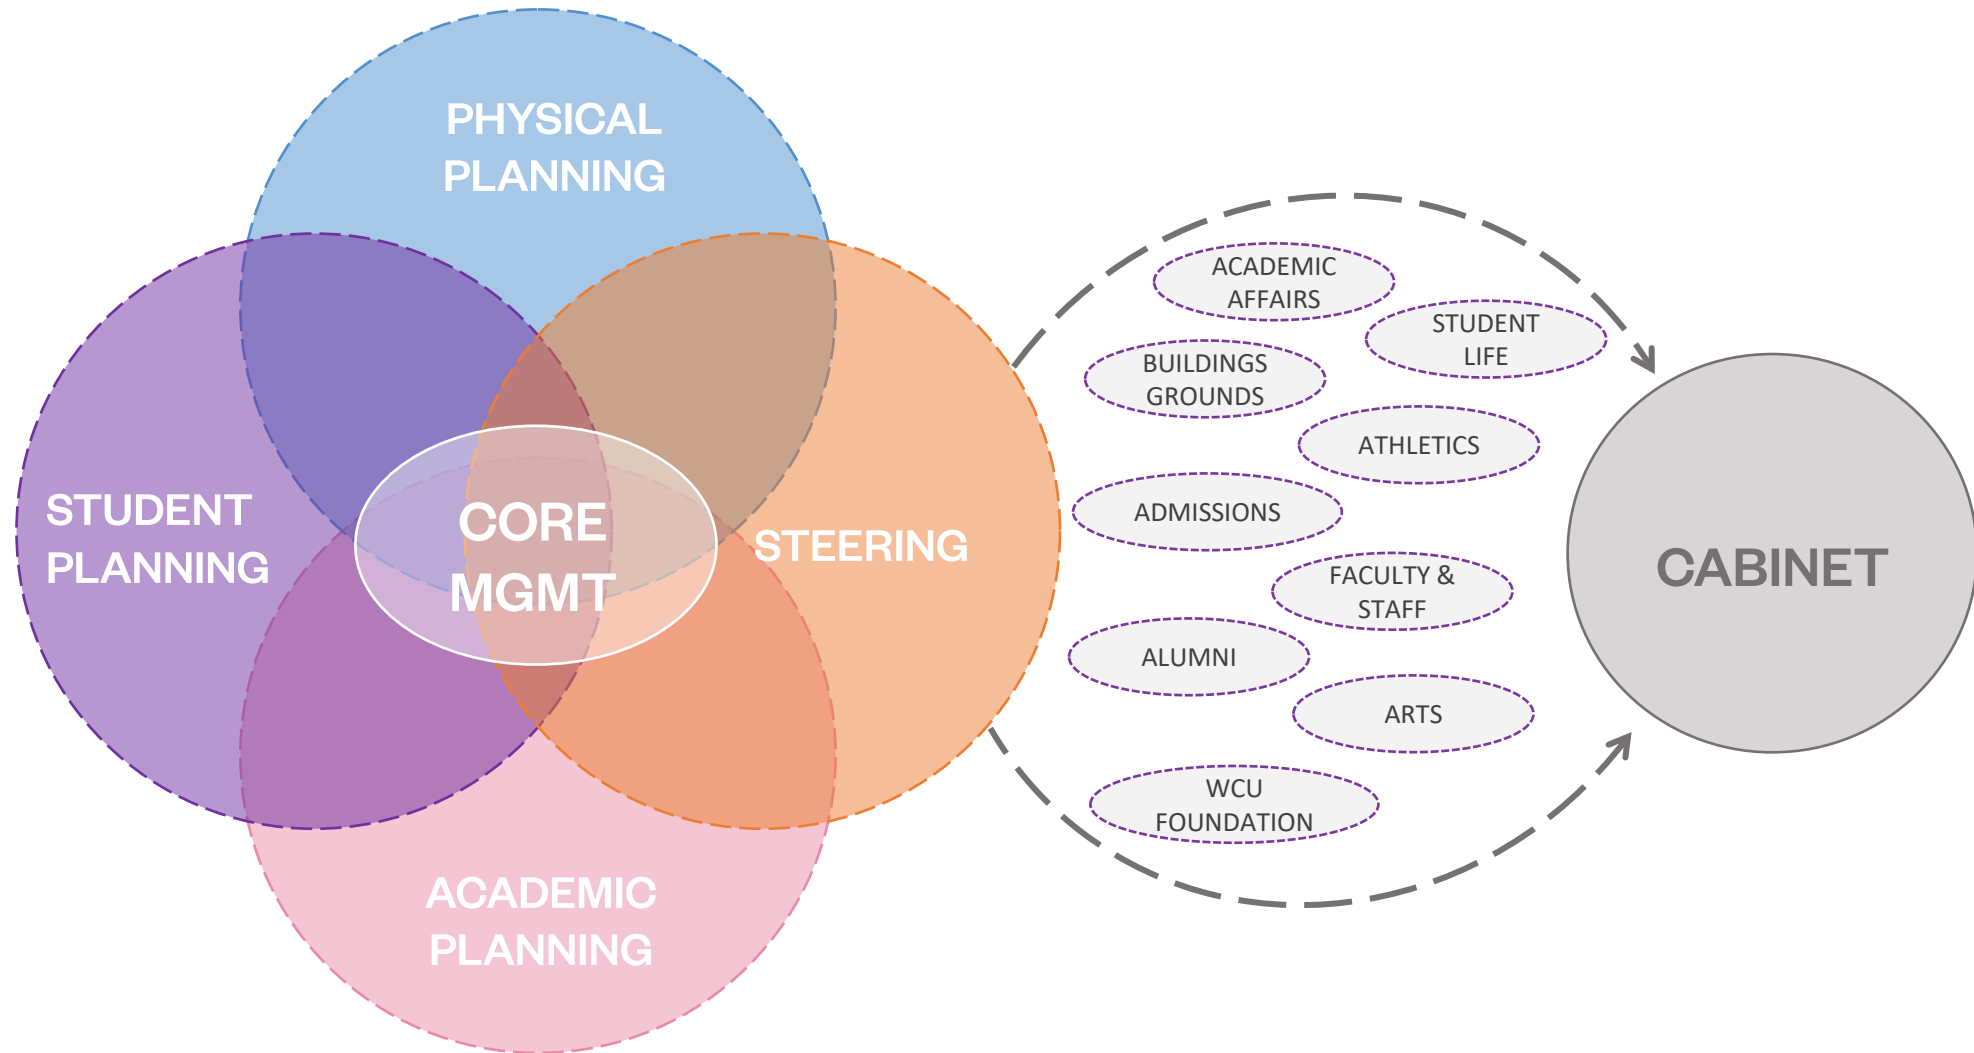 PHYSICAL
PLANNING
STUDENT
PLANNING
CORE
MGMT
STEERING
ACADEMIC
PLANNING
ACADEMIC
AFFAIRS
STUDENT
LIFE
BUILDINGS
GROUNDS
ATHLETICS
ADMISSIONS
FACULTY &
STAFF
ALUMNI
ARTS
WCU
FOUNDATION
CABINET